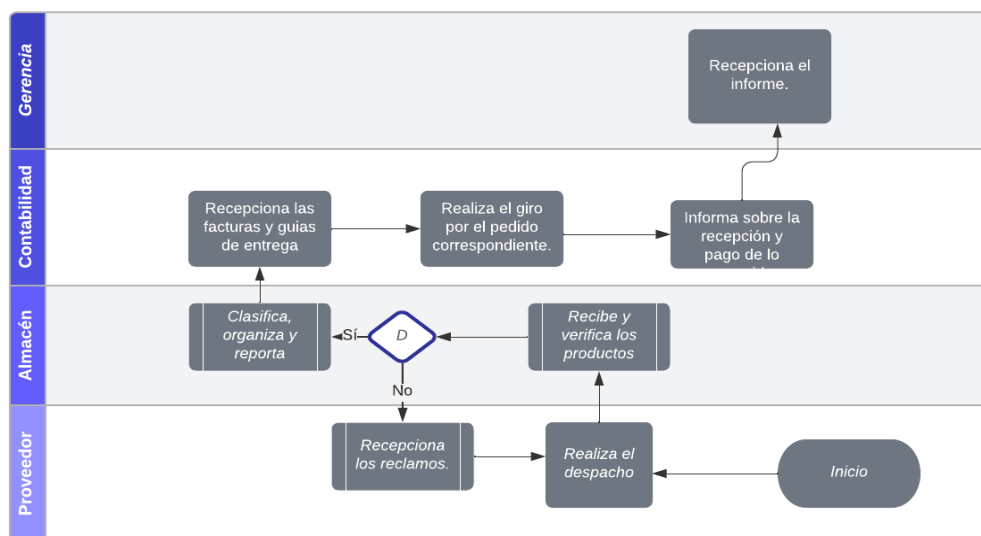 Gerencia
Recepciona el
informe.
Contabilidad
Recepciona las
facturas y guias
de entrega
Realiza el giro
por el pedido
correspondiente.
Informa sobre la
recepción y
pago de lo
Almacén
Clasifica,
organiza y
reporta
Sí
D
No
Recibe y
verifica los
productos
Proveedor
Recepciona
los reclamos.
Realiza el
despacho
Inicio